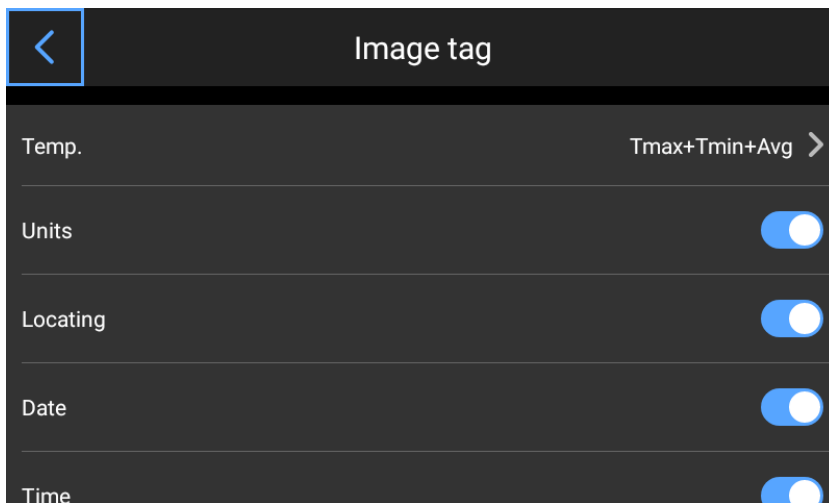 Image tag
Temp. Tmax+Tmin+Avg
Units
Locating
Date
Time